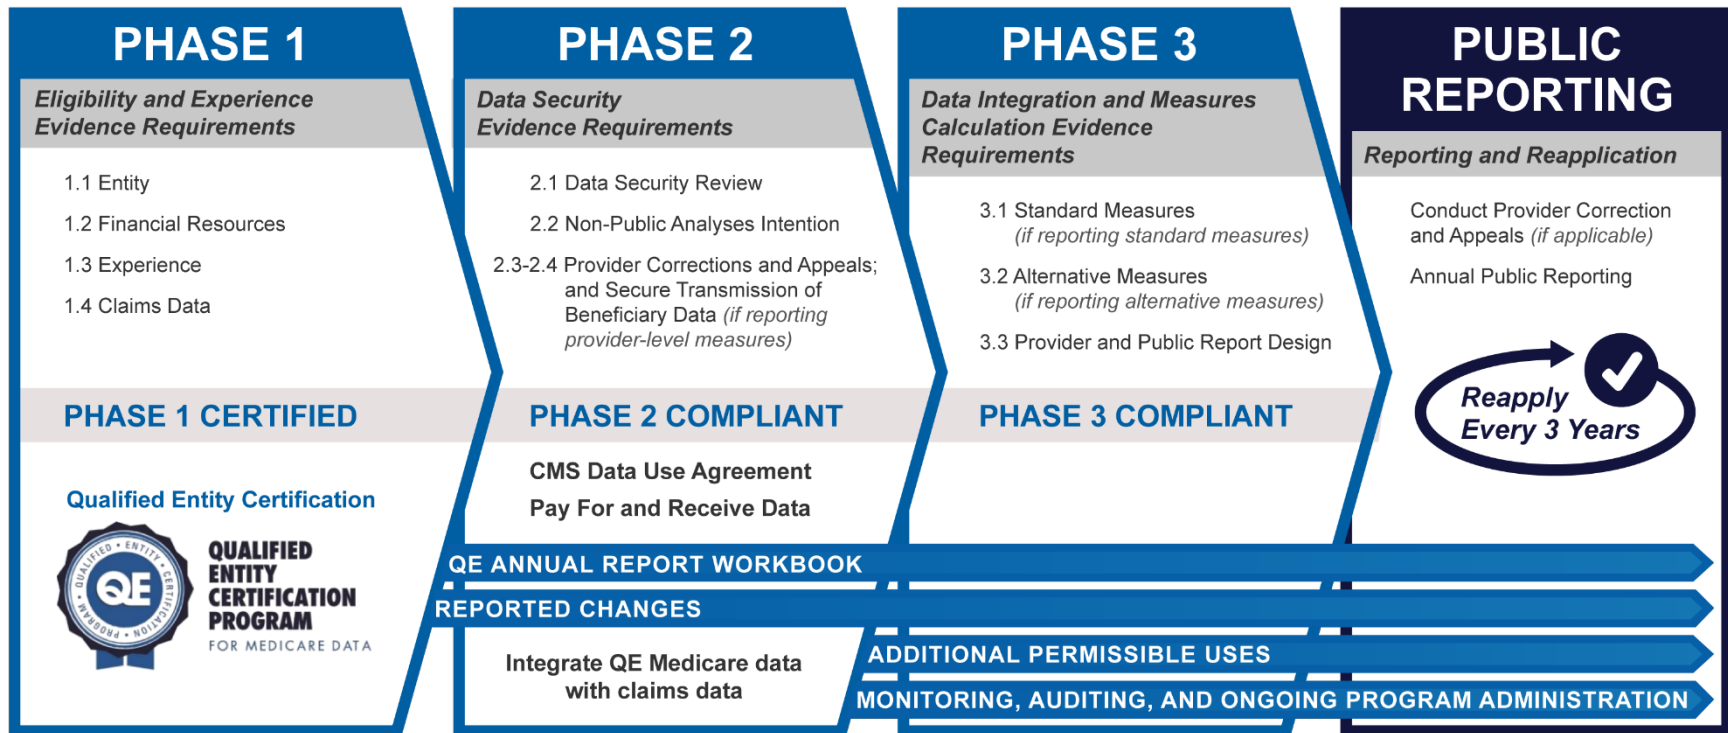 PHASE 1
Eligibility and Experience
Evidence Requirements
1.1 Entity
1.2 Financial Resources
1.3 Experience
1.4 Claims Data
PHASE 1 CERTIFIED
Qualified Entity Certification
QUALIFIED • ENTITY • CERTIFICATION • PROGRAM •
QE
QUALIFIED
ENTITY
CERTIFICATION
PROGRAM
FOR MEDICARE DATA
PHASE 2
Data Security
Evidence Requirements
2.1 Data Security Review
2.2 Non-Public Analyses Intention
2.3-2.4 Provider Corrections and Appeals;
and Secure Transmission of
Beneficiary Data (if reporting
provider-level measures)
PHASE 2 COMPLIANT
CMS Data Use Agreement
Pay For and Receive Data
QE ANNUAL REPORT WORKBOOK
REPORTED CHANGES
Integrate QE Medicare data
with claims data
PHASE 3
Data Integration and Measures
Calculation Evidence
Requirements
3.1 Standard Measures
(if reporting standard measures)
3.2 Alternative Measures
(if reporting alternative measures)
3.3 Provider and Public Report Design
PHASE 3 COMPLIANT
ADDITIONAL PERMISSIBLE USES
MONITORING, AUDITING, AND ONGOING PROGRAM ADMINISTRATION
PUBLIC
REPORTING
Reporting and Reapplication
Conduct Provider Correction
and Appeals (if applicable)
Annual Public Reporting
Reapply
Every 3 Years